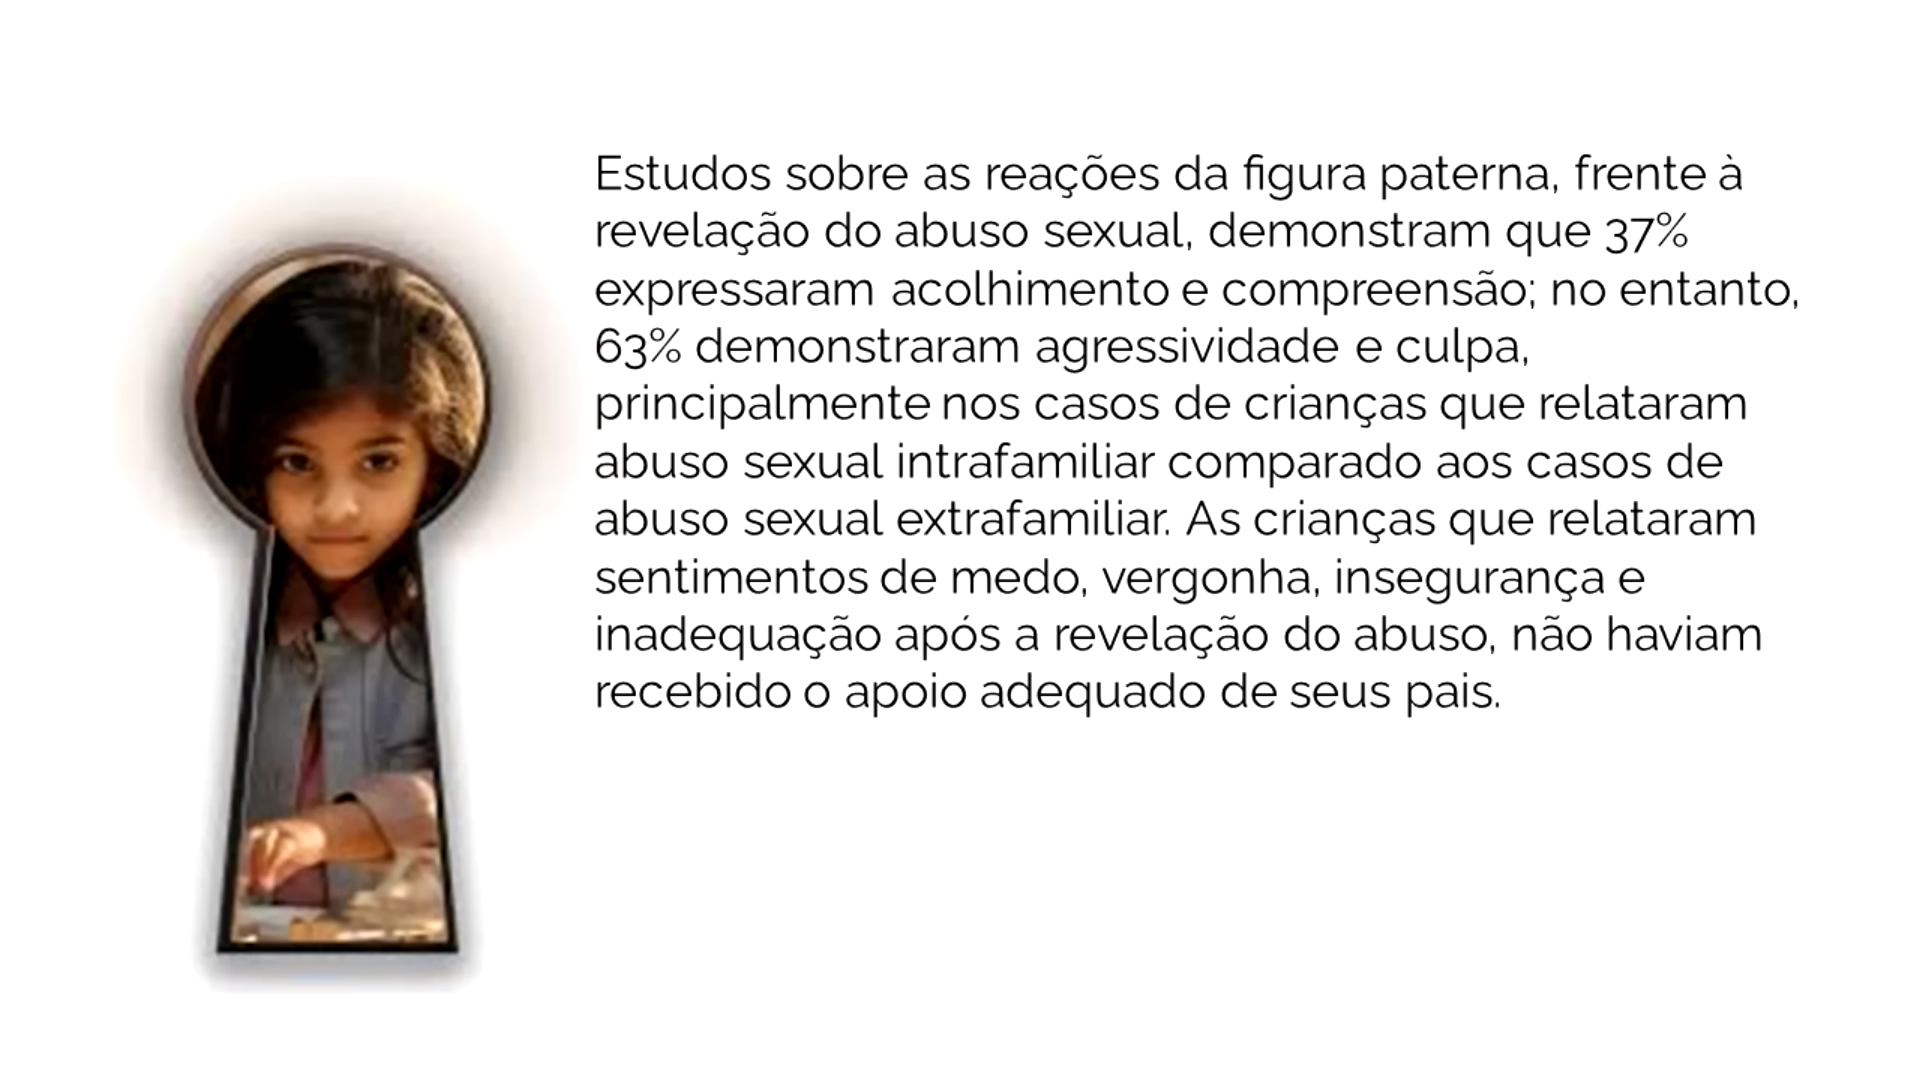 Estudos sobre as reações da figura paterna, frente à
revelação do abuso sexual, demonstram que 37%
expressaram acolhimento e compreensão; no entanto,
63% demonstraram agressividade e culpa,
principalmente nos casos de crianças que relataram
abuso sexual intrafamiliar comparado aos casos de
abuso sexual extrafamiliar. As crianças que relataram
sentimentos de medo, vergonha, insegurança e
inadequação após a revelação do abuso, não haviam
recebido o apoio adequado de seus pais.